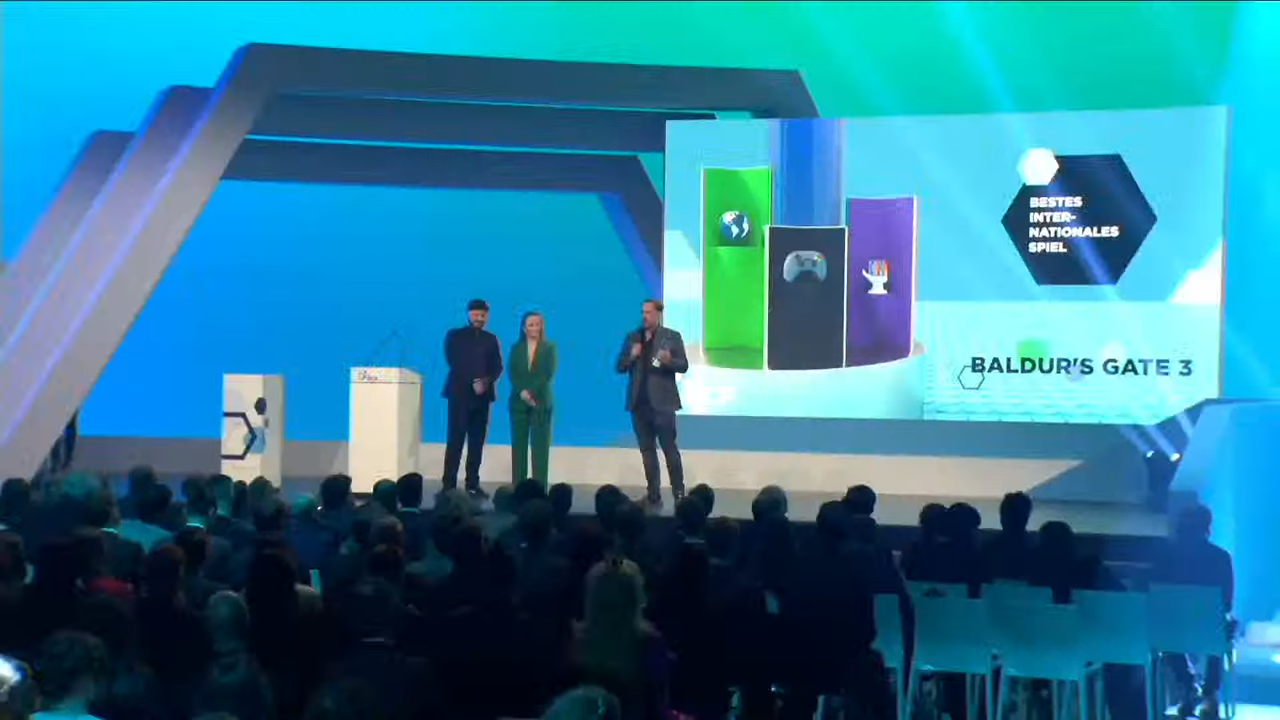 BESTES
INTER-
NATIONALES
SPIEL
BALDUR'S GATE 3